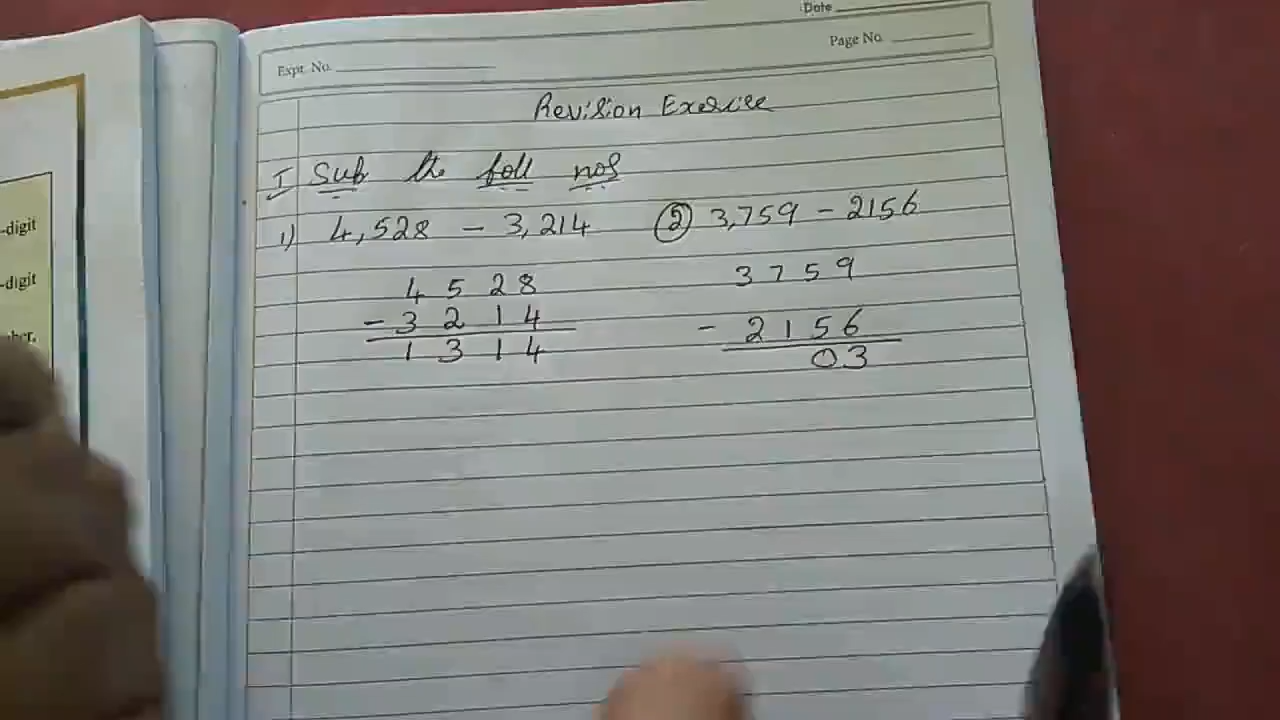 Date
Page No.
Expt. No.
Revision Exercise
I Sub the foll nos
1) 4,528 - 3,214 ② 3,759 - 2156
4 5 2 8
- 3 2 1 4
1 3 1 4
3 7 5 9
- 2 1 5 6
0 3
-digit
-digit